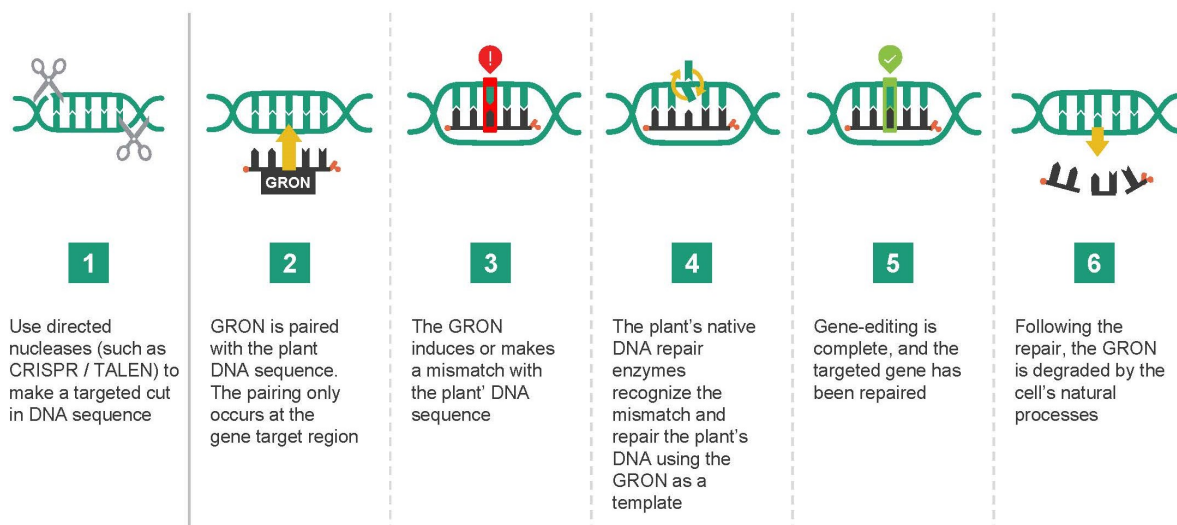 !
GRON
1
Use directed
nucleases (such as
CRISPR / TALEN) to
make a targeted cut
in DNA sequence
2
GRON is paired
with the plant
DNA sequence.
The pairing only
occurs at the
gene target region
3
The GRON
induces or makes
a mismatch with
the plant’ DNA
sequence
4
The plant’s native
DNA repair
enzymes
recognize the
mismatch and
repair the plant’s
DNA using the
GRON as a
template
5
Gene-editing is
complete, and the
targeted gene has
been repaired
6
Following the
repair, the GRON
is degraded by the
cell’s natural
processes